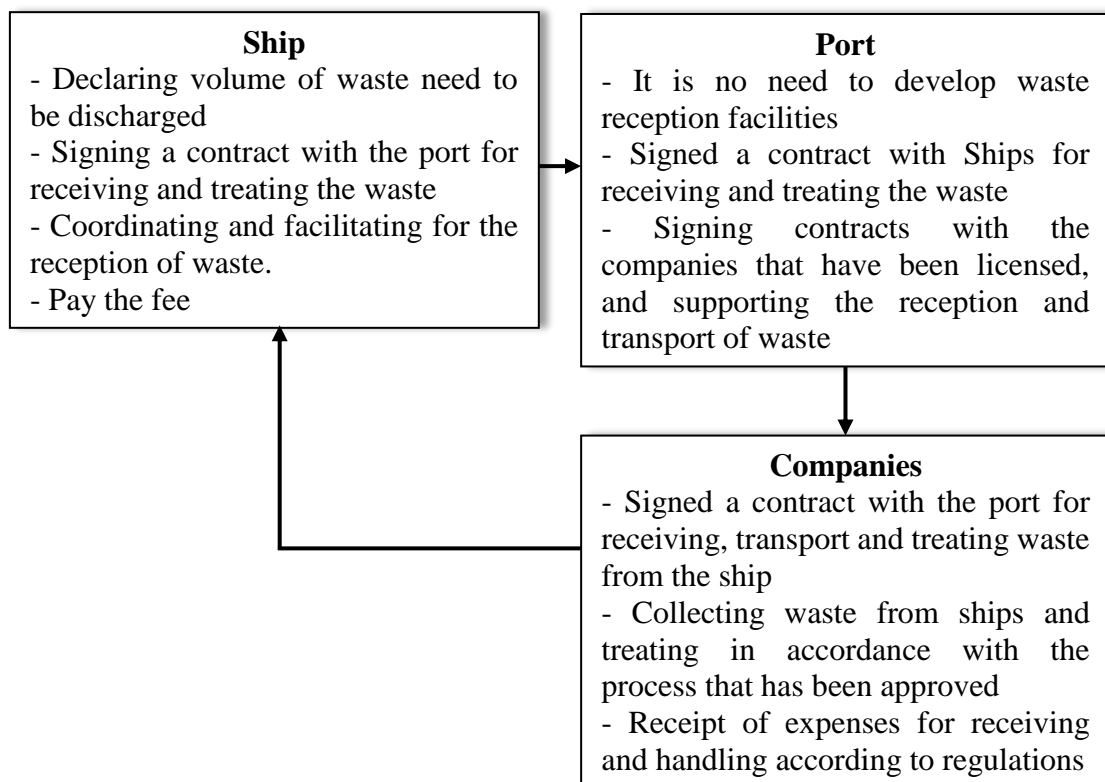 Ship
- Declaring volume of waste need to
be discharged
- Signing a contract with the port for
receiving and treating the waste
- Coordinating and facilitating for the
reception of waste.
- Pay the fee
Port
- It is no need to develop waste
reception facilities
- Signed a contract with Ships for
receiving and treating the waste
- Signing contracts with the
companies that have been licensed,
and supporting the reception and
transport of waste
Companies
- Signed a contract with the port for
receiving, transport and treating waste
from the ship
- Collecting waste from ships and
treating in accordance with the
process that has been approved
- Receipt of expenses for receiving
and handling according to regulations